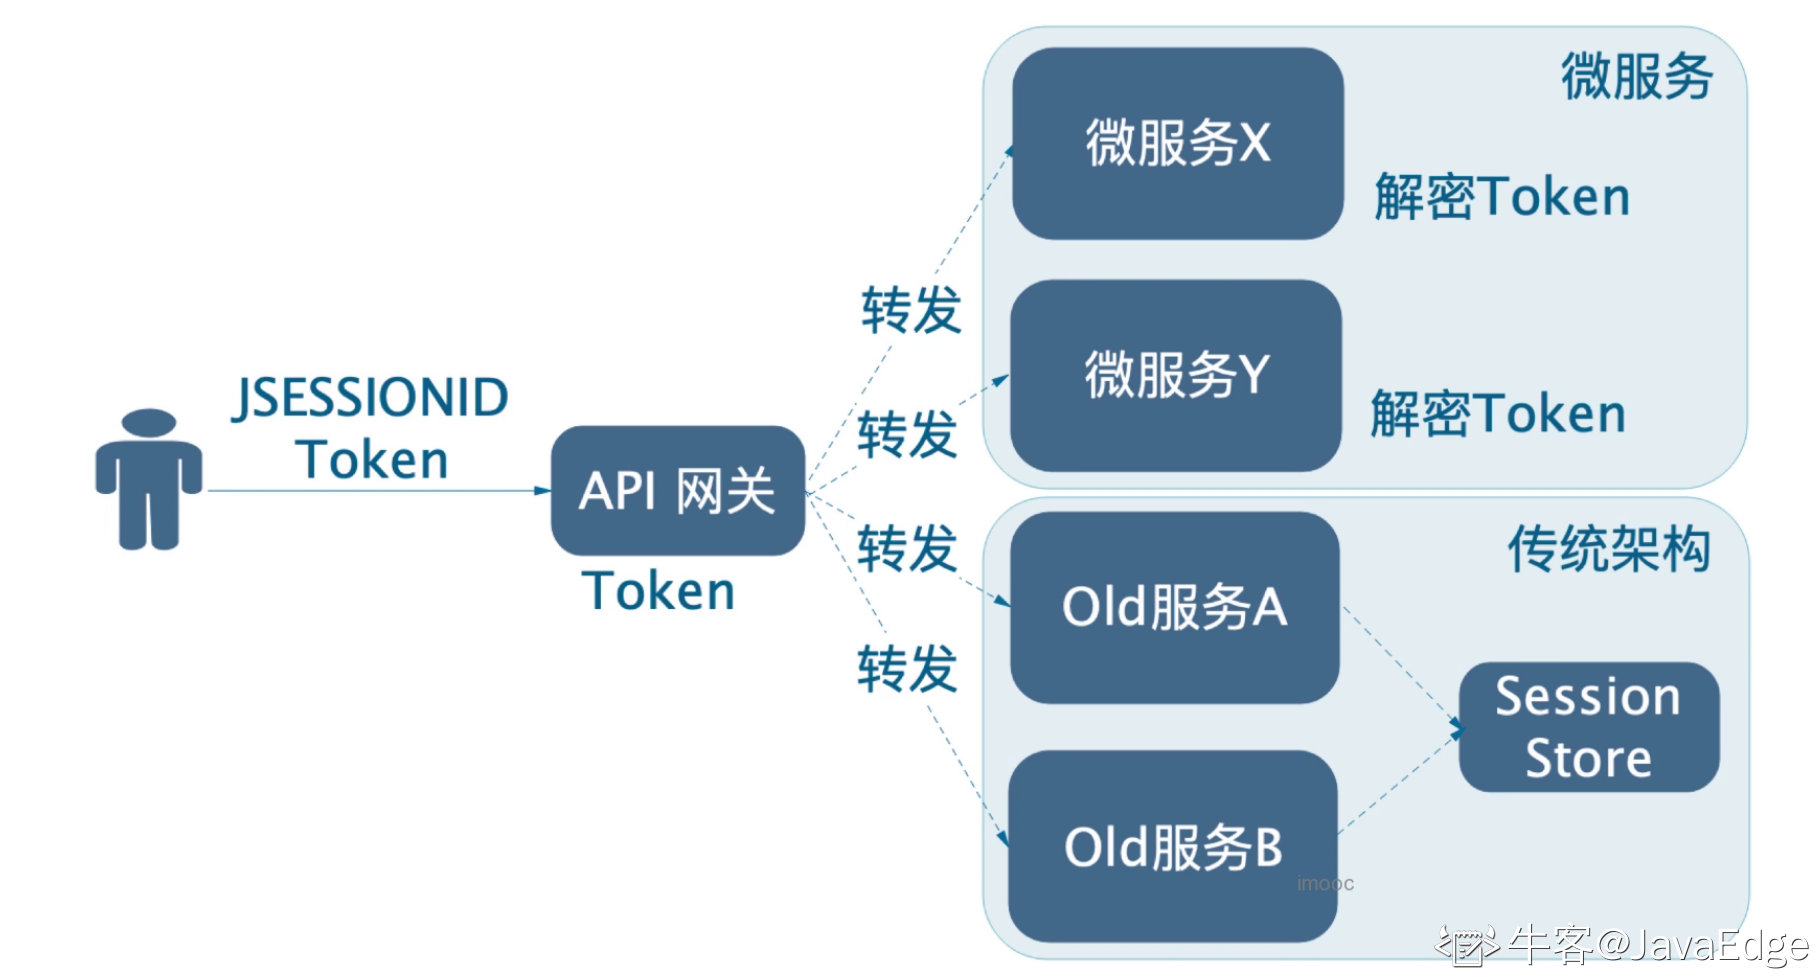 JSESSIONID
Token
API 网关
Token
转发
转发
转发
转发
微服务
微服务X
解密Token
微服务Y
解密Token
传统架构
Old服务A
Session
Store
Old服务B
imooc
牛客@JavaEdge